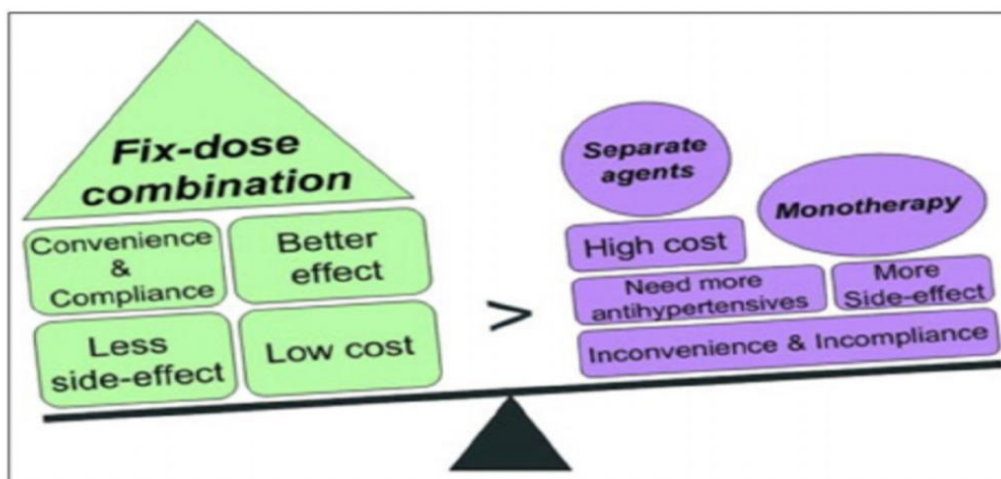 Fix-dose
combination
Convenience
&
Compliance
Better
effect
Less
side-effect
Low cost
>
Separate
agents
Monotherapy
High cost
Need more
antihypertensives
More
Side-effect
Inconvenience & Incompliance